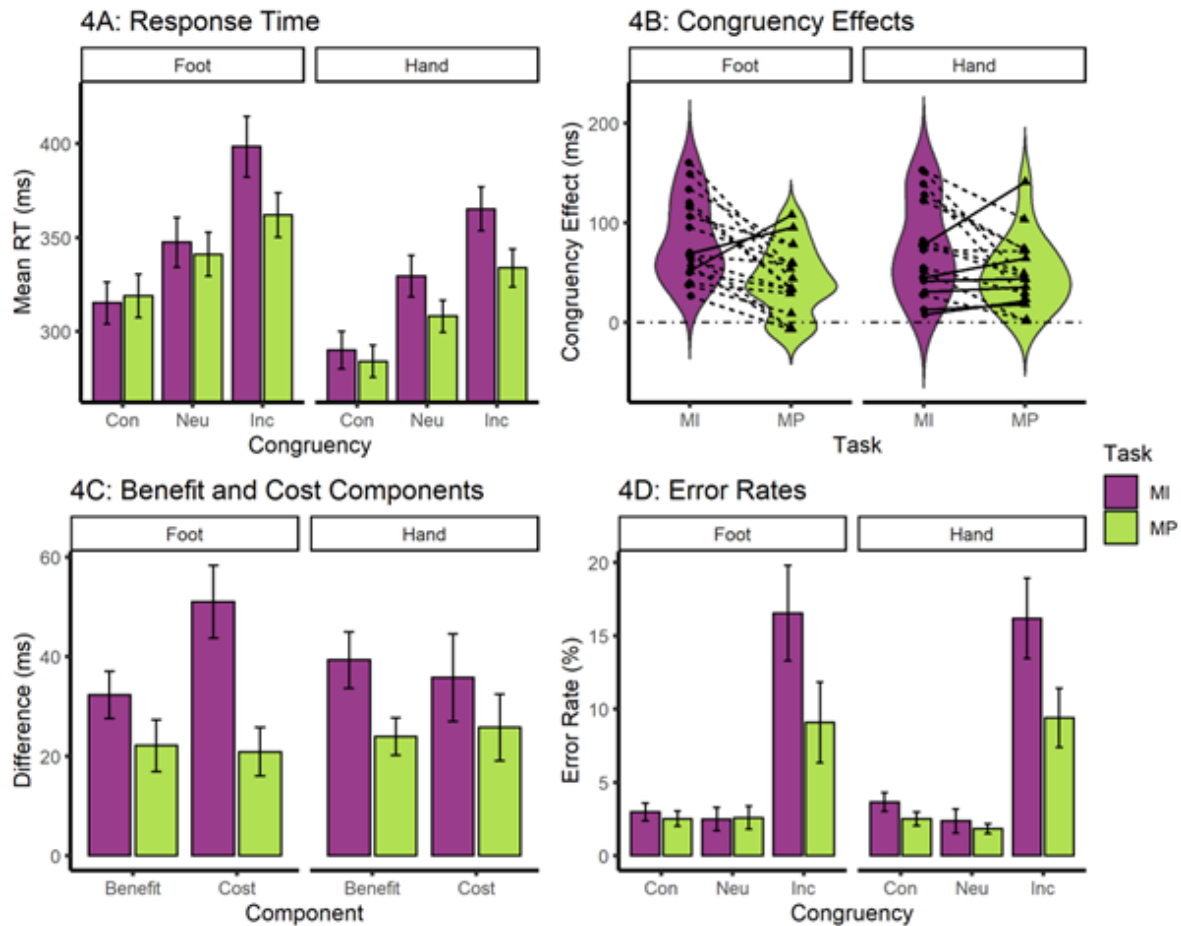 4A: Response Time
Foot
Hand
Mean RT (ms)
400
350
300
Con Neu Inc Con Neu Inc
Congruency
4B: Congruency Effects
Foot
Hand
Congruency Effect (ms)
200
100
0
MI MP MI MP
Task
4C: Benefit and Cost Components
Foot
Hand
Difference (ms)
60
40
20
0
Benefit Cost Benefit Cost
Component
4D: Error Rates
Foot
Hand
Error Rate (%)
20
15
10
5
0
Con Neu Inc Con Neu Inc
Congruency
Task
MI
MP